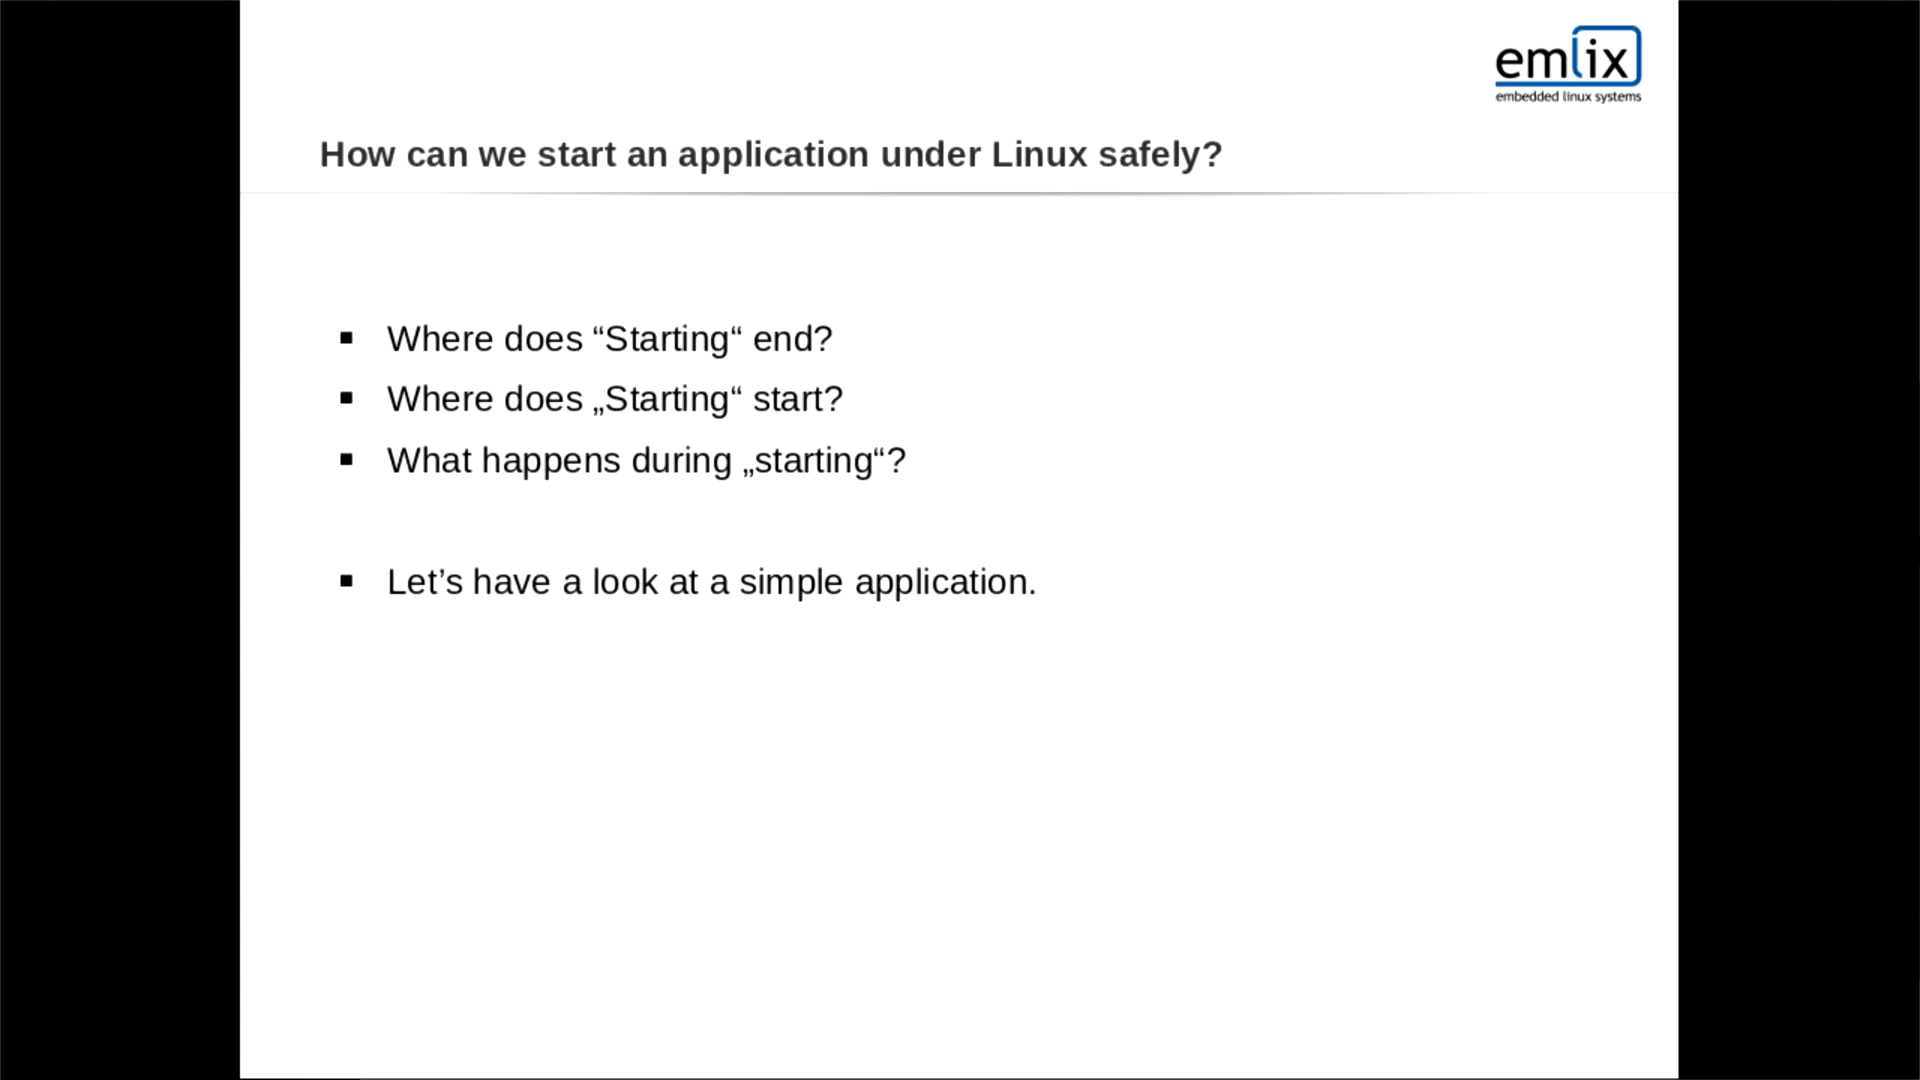 emlix
embedded linux systems
How can we start an application under Linux safely?
▪ Where does “Starting“ end?
▪ Where does „Starting“ start?
▪ What happens during „starting“?
▪ Let’s have a look at a simple application.